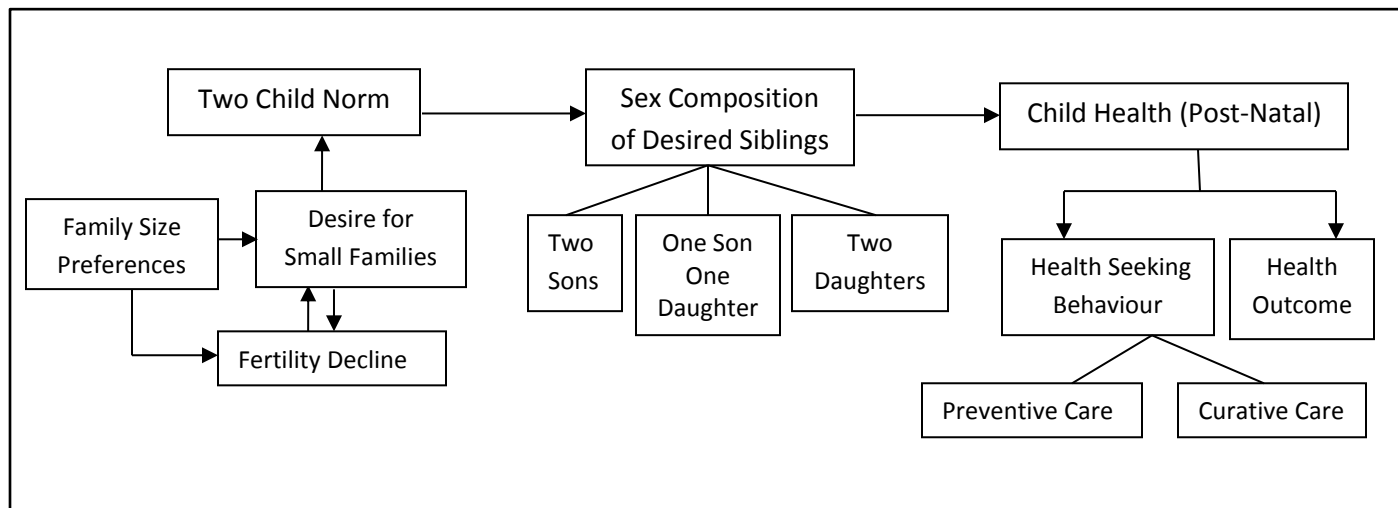 Two Child Norm
Sex Composition
of Desired Siblings
Child Health (Post-Natal)
Family Size
Preferences
Desire for
Small Families
Fertility Decline
Two
Sons
One Son
One
Daughter
Two
Daughters
Health Seeking
Behaviour
Health
Outcome
Preventive Care
Curative Care